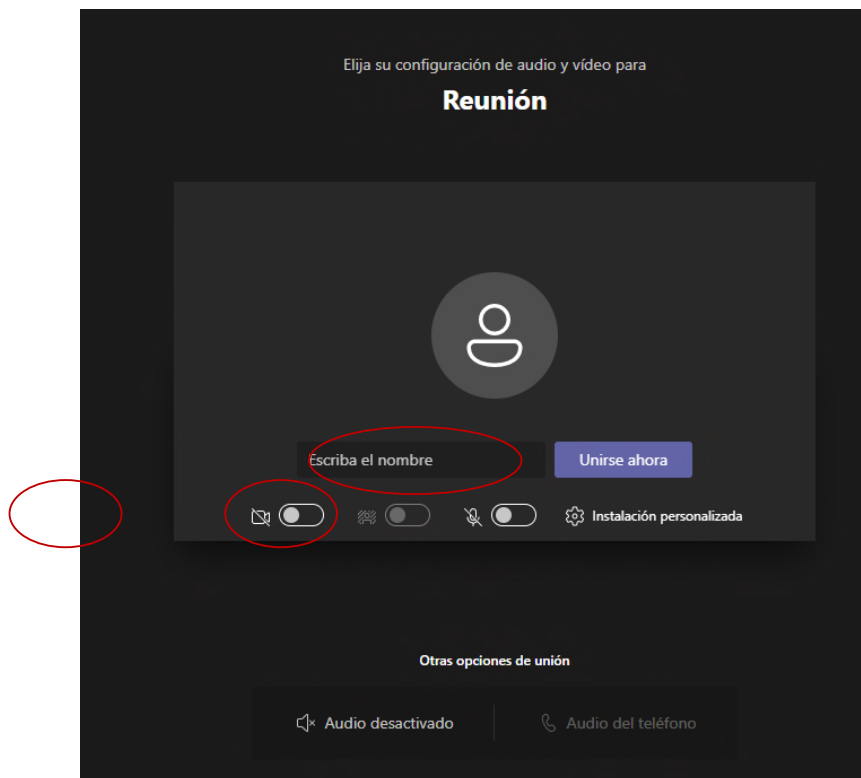 Elija su configuración de audio y vídeo para
Reunión
Escriba el nombre
Unirse ahora
Instalación personalizada
Otras opciones de unión
Audio desactivado
Audio del teléfono